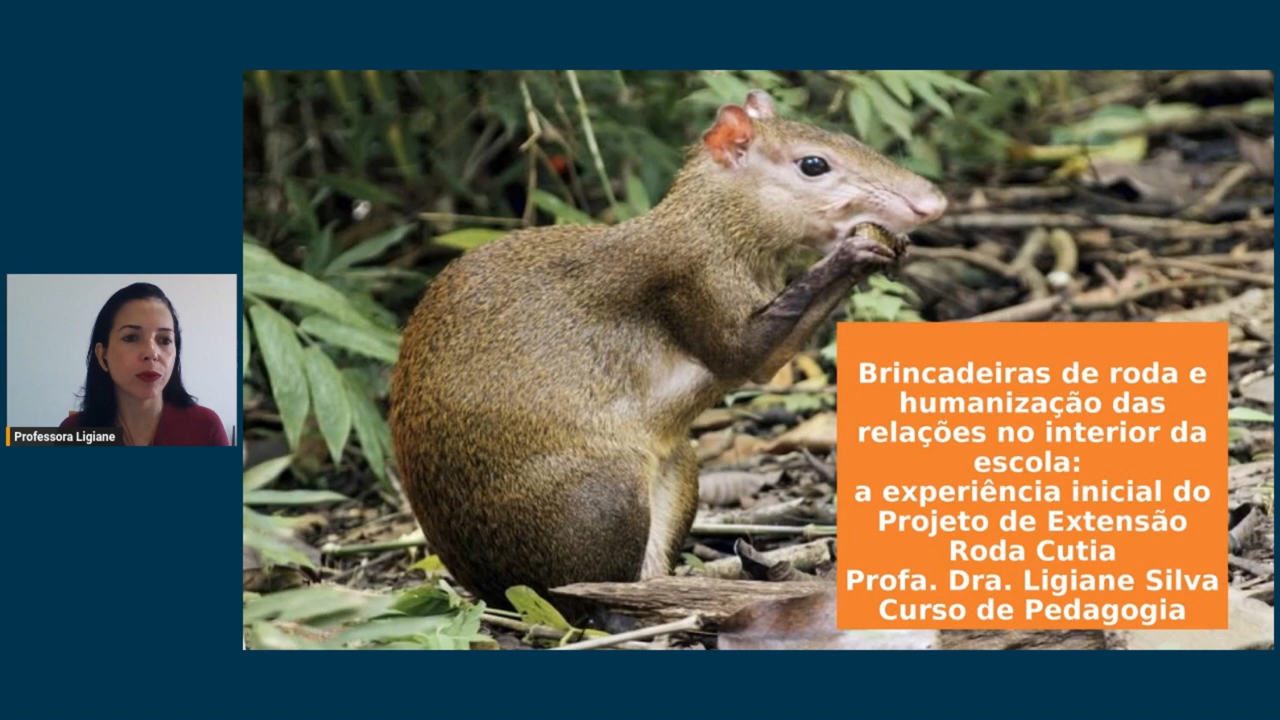 Professora Ligiane
Brincadeiras de roda e
humanização das
relações no interior da
escola:
a experiência inicial do
Projeto de Extensão
Roda Cutia
Profa. Dra. Ligiane Silva
Curso de Pedagogia